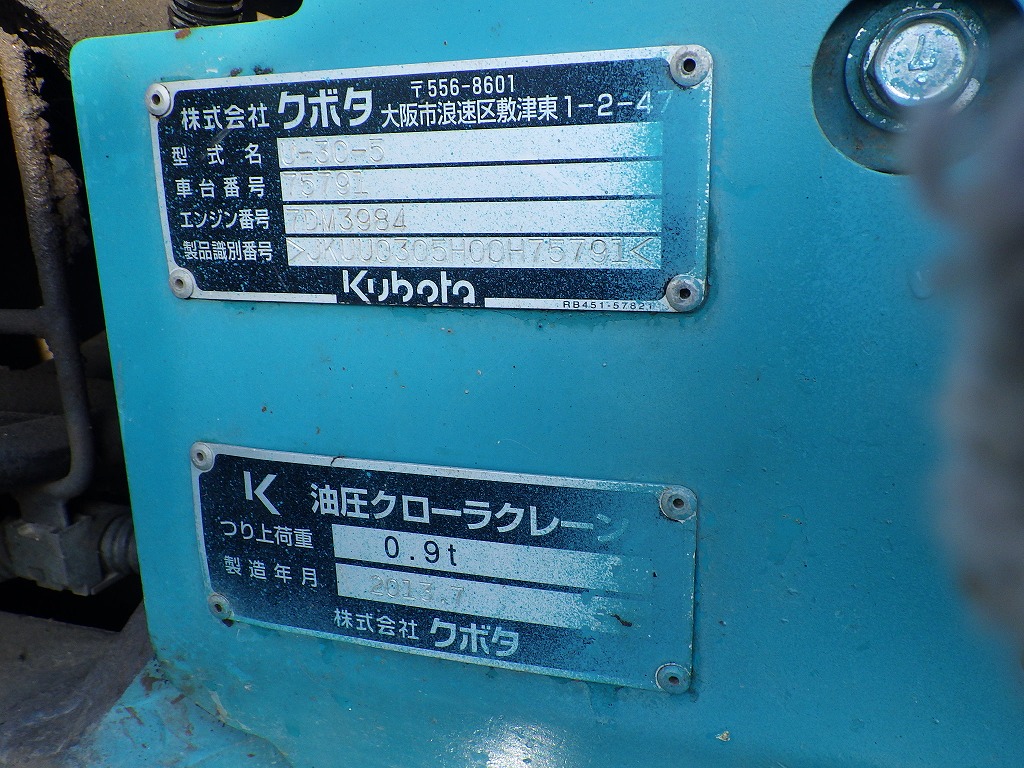 株式会社 クボタ 〒556-8601
大阪市浪速区敷津東1-2-47
型式名 U-30-5
車台番号 75791
エンジン番号 7DM3984
製品識別番号 >JKUU0305H00H75791<
Kubota
RB451-5782
K 油圧クローラクレーン
つり上荷重 0.9t
製造年月 2013.7
株式会社 クボタ